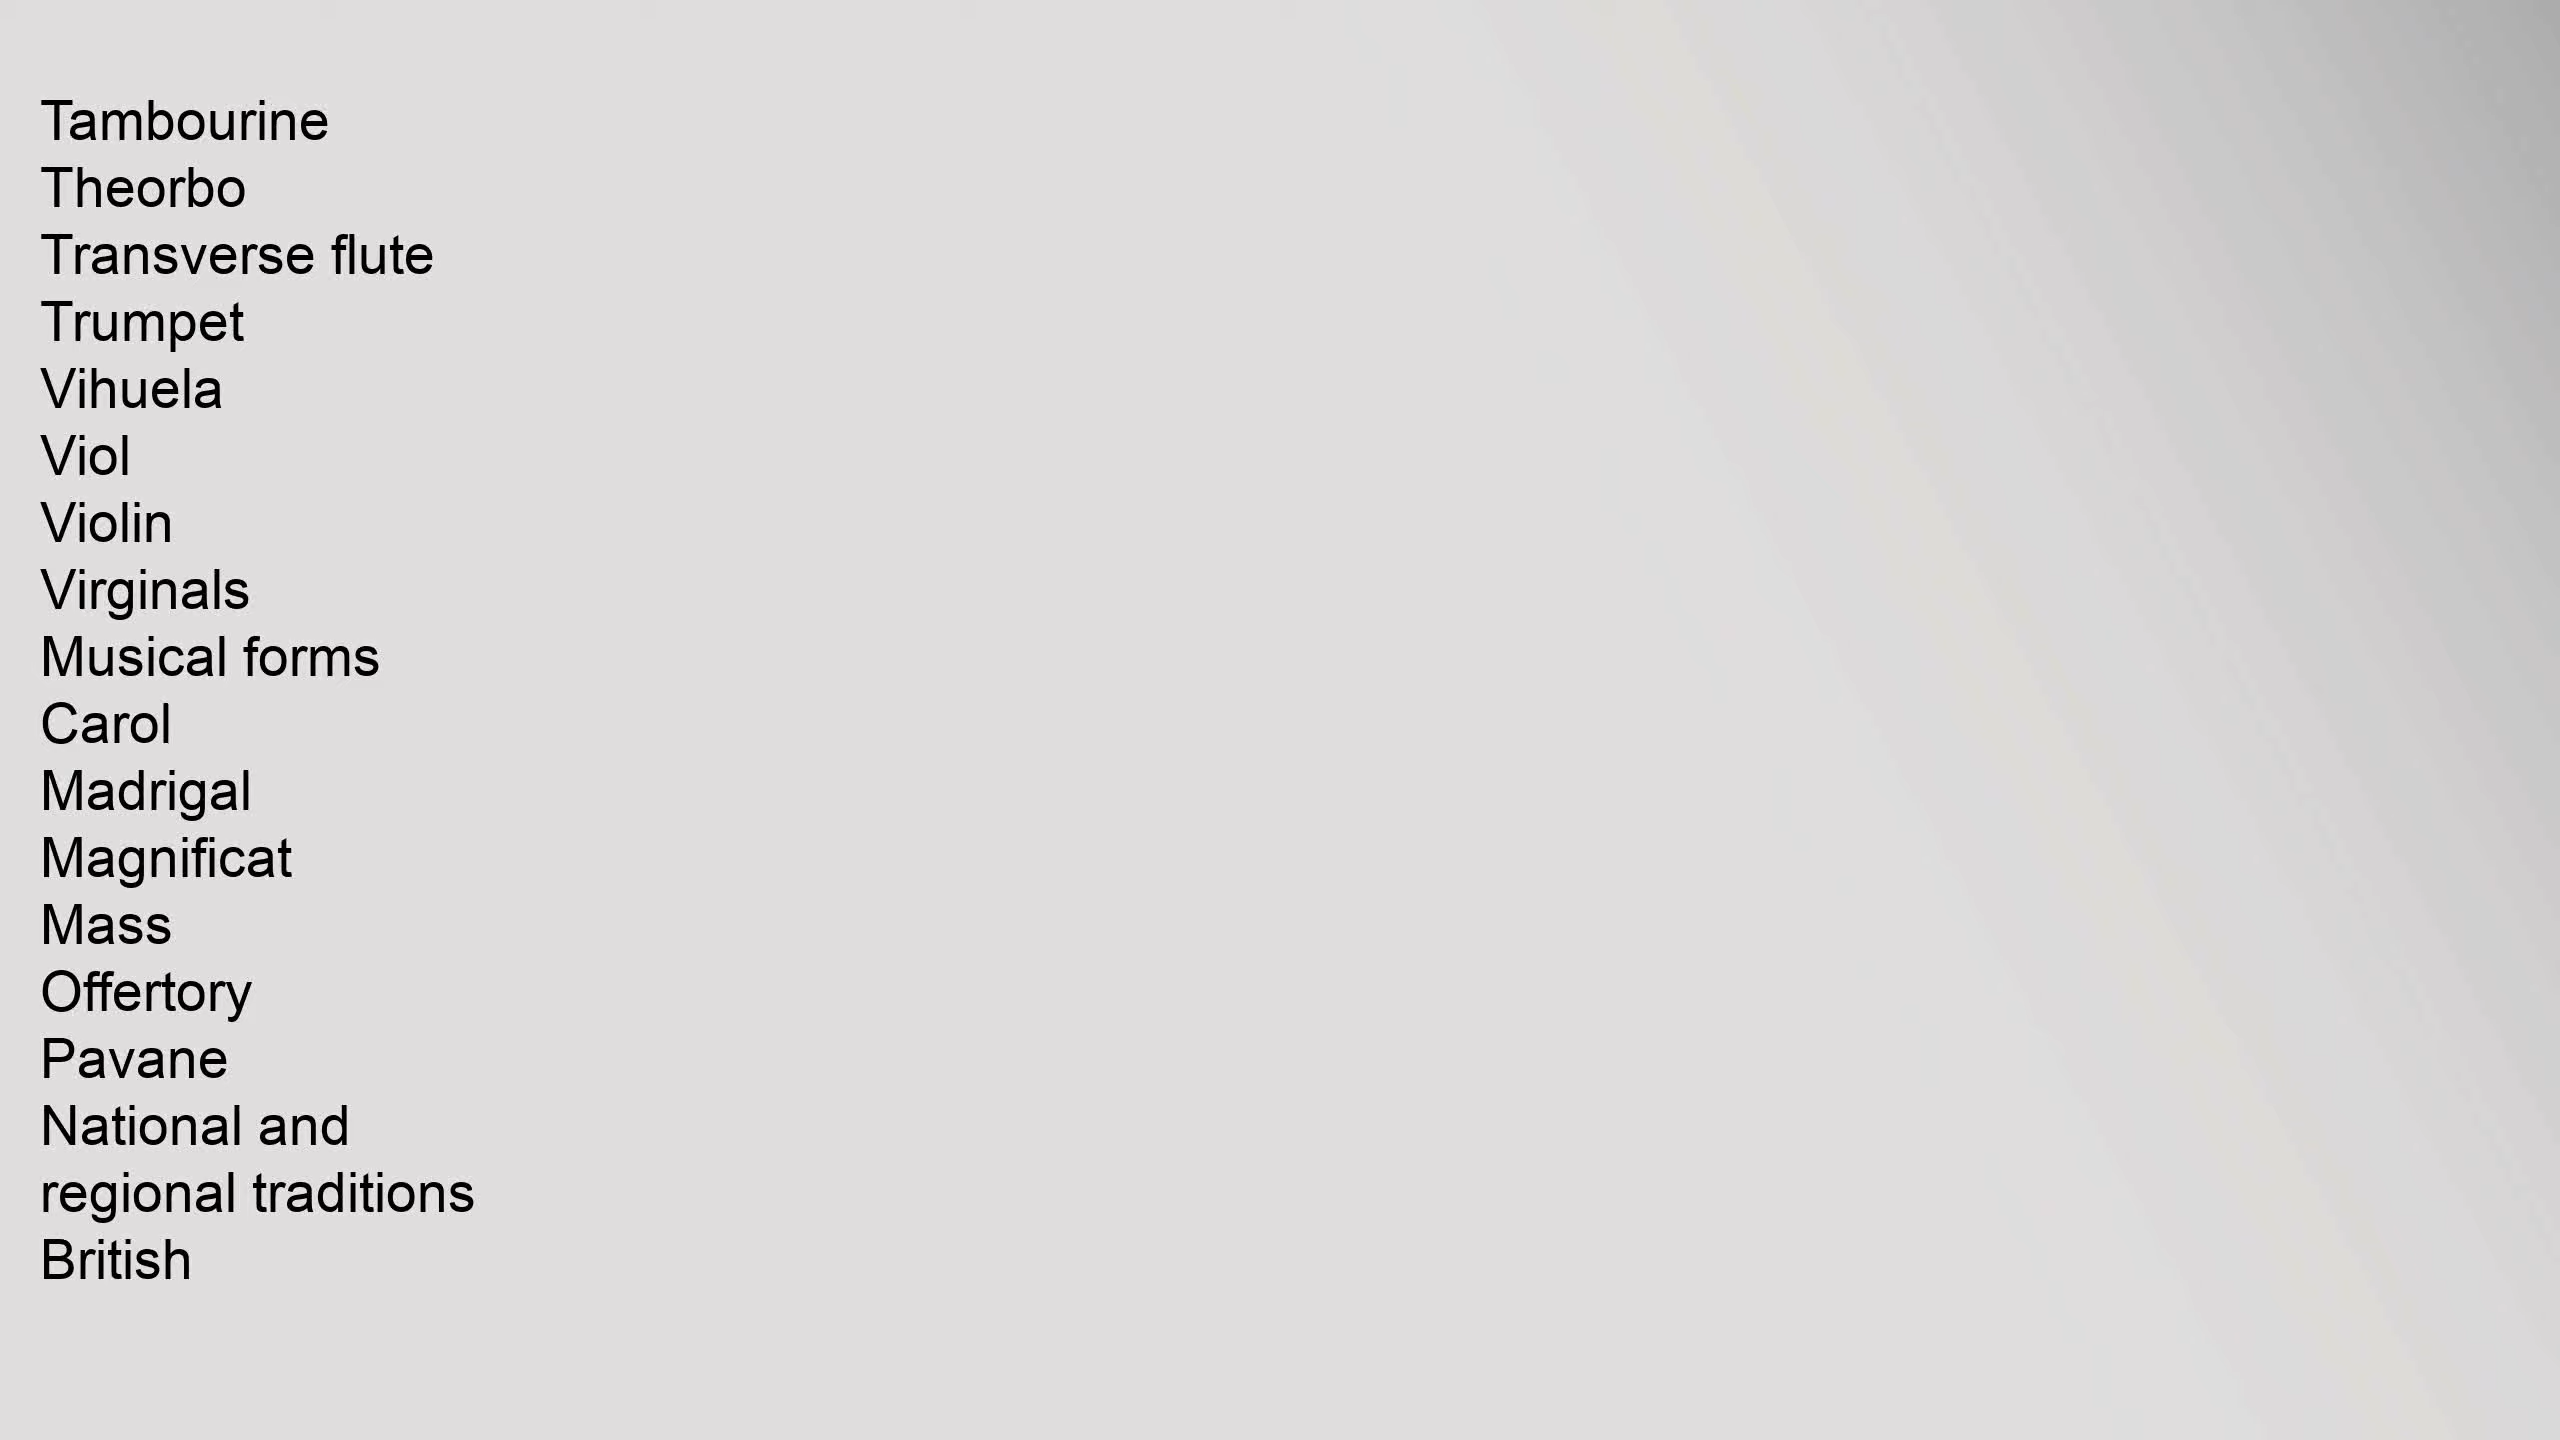 Tambourine
Theorbo
Transverse flute
Trumpet
Vihuela
Viol
Violin
Virginals
Musical forms
Carol
Madrigal
Magnificat
Mass
Offertory
Pavane
National and
regional traditions
British